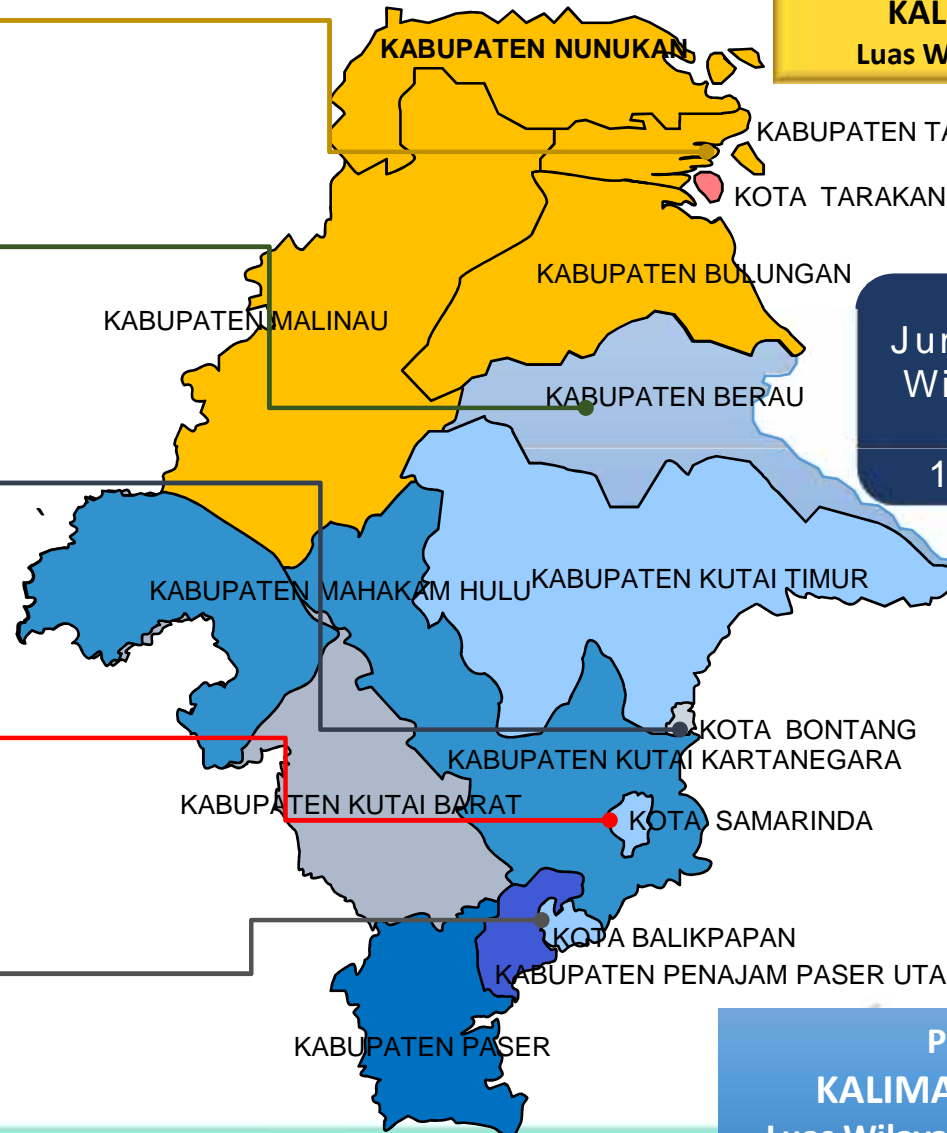 KABUPATEN NUNUKAN
KAL
Luas W
KABUPATEN TA
KOTA TARAKAN
KABUPATEN BULUNGAN
KABUPATEN MALINAU
Jur
Wi
KABUPATEN BERAU
1
KABUPATEN MAHAKAM HULU
KABUPATEN KUTAI TIMUR
KOTA BONTANG
KABUPATEN KUTAI KARTANEGARA
KABUPATEN KUTAI BARAT
KOTA SAMARINDA
KOTA BALIKPAPAN
KABUPATEN PENAJAM PASER UTA
KABUPATEN PASER
P
KALIMA
Luas Wilaya